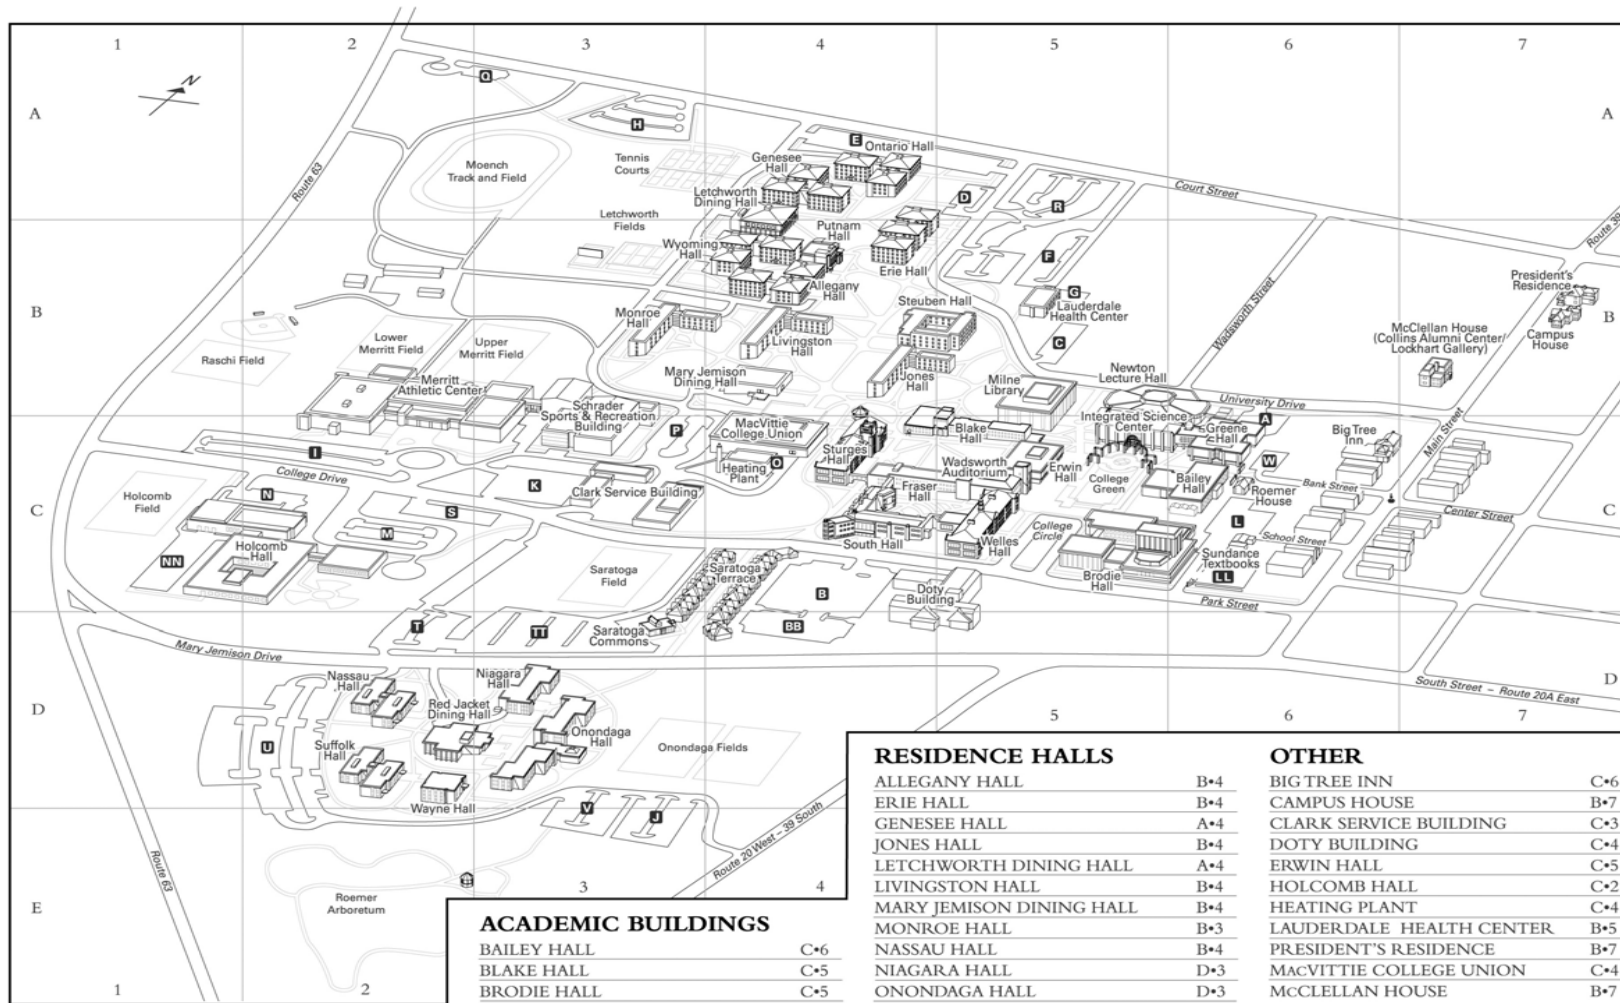 1 2 3 4 5 6 7
N
Q
A
H
A
E
Ontario Hall
Moench
Track and Field
Tennis
Courts
Genesee
Hall
Route 63
Letchworth
Dining Hall
D
R
Court Street
Letchworth
Fields
Putnam
Hall
Wyoming
Hall
Erie Hall
F
Route 39
Allegany
Hall
G
Lauderdale
Health Center
Wadsworth Street
President's
Residence
B
Steuben Hall
Monroe
Hall
Livingston
Hall
C
McClellan House
(Collins Alumni Center/
Lockhart Gallery)
Campus
House
B
Raschi Field
Lower
Merritt Field
Upper
Merritt Field
Mary Jemison
Dining Hall
Jones
Hall
Milne
Library
Newton
Lecture Hall
Merritt
Athletic Center
University Drive
Schrader
Sports & Recreation
Building
P
MacVittie
College Union
Blake
Hall
Integrated Science
Center
Greene
Hall
A
Big Tree
Inn
Main Street
I
College Drive
Heating
Plant
O
Sturges
Hall
Wadsworth
Auditorium
Erwin
Hall
College
Green
Bailey
Hall
W
Roemer
House
Bank Street
Holcomb
Field
N
K
Clark Service Building
Fraser
Hall
C
S
M
South Hall
Welles
Hall
College
Circle
L
School Street
Center Street
C
NN
Holcomb
Hall
Saratoga
Field
Saratoga
Terrace
B
Doty
Building
Brodie
Hall
Sundance
Textbooks
LL
Park Street
T
TT
Saratoga
Commons
BB
Mary Jemison Drive
Nassau
Hall
Niagara
Hall
D
South Street – Route 20A East
D
Red Jacket
Dining Hall
U
Suffolk
Hall
Onondaga
Hall
Onondaga Fields
5 6 7
Wayne Hall
V
J
Route 20 West – 39 South
Route 63
3 4
E
Roemer
Arboretum
1 2
ACADEMIC BUILDINGS
BAILEY HALL C•6
BLAKE HALL C•5
BRODIE HALL C•5
RESIDENCE HALLS
ALLEGANY HALL B•4
ERIE HALL B•4
GENESEE HALL A•4
JONES HALL B•4
LETCHWORTH DINING HALL A•4
LIVINGSTON HALL B•4
MARY JEMISON DINING HALL B•4
MONROE HALL B•3
NASSAU HALL B•4
NIAGARA HALL D•3
ONONDAGA HALL D•3
OTHER
BIG TREE INN C•6
CAMPUS HOUSE B•7
CLARK SERVICE BUILDING C•3
DOTY BUILDING C•4
ERWIN HALL C•5
HOLCOMB HALL C•2
HEATING PLANT C•4
LAUDERDALE HEALTH CENTER B•5
PRESIDENT'S RESIDENCE B•7
MACVITTIE COLLEGE UNION C•4
MCCLELLAN HOUSE B•7